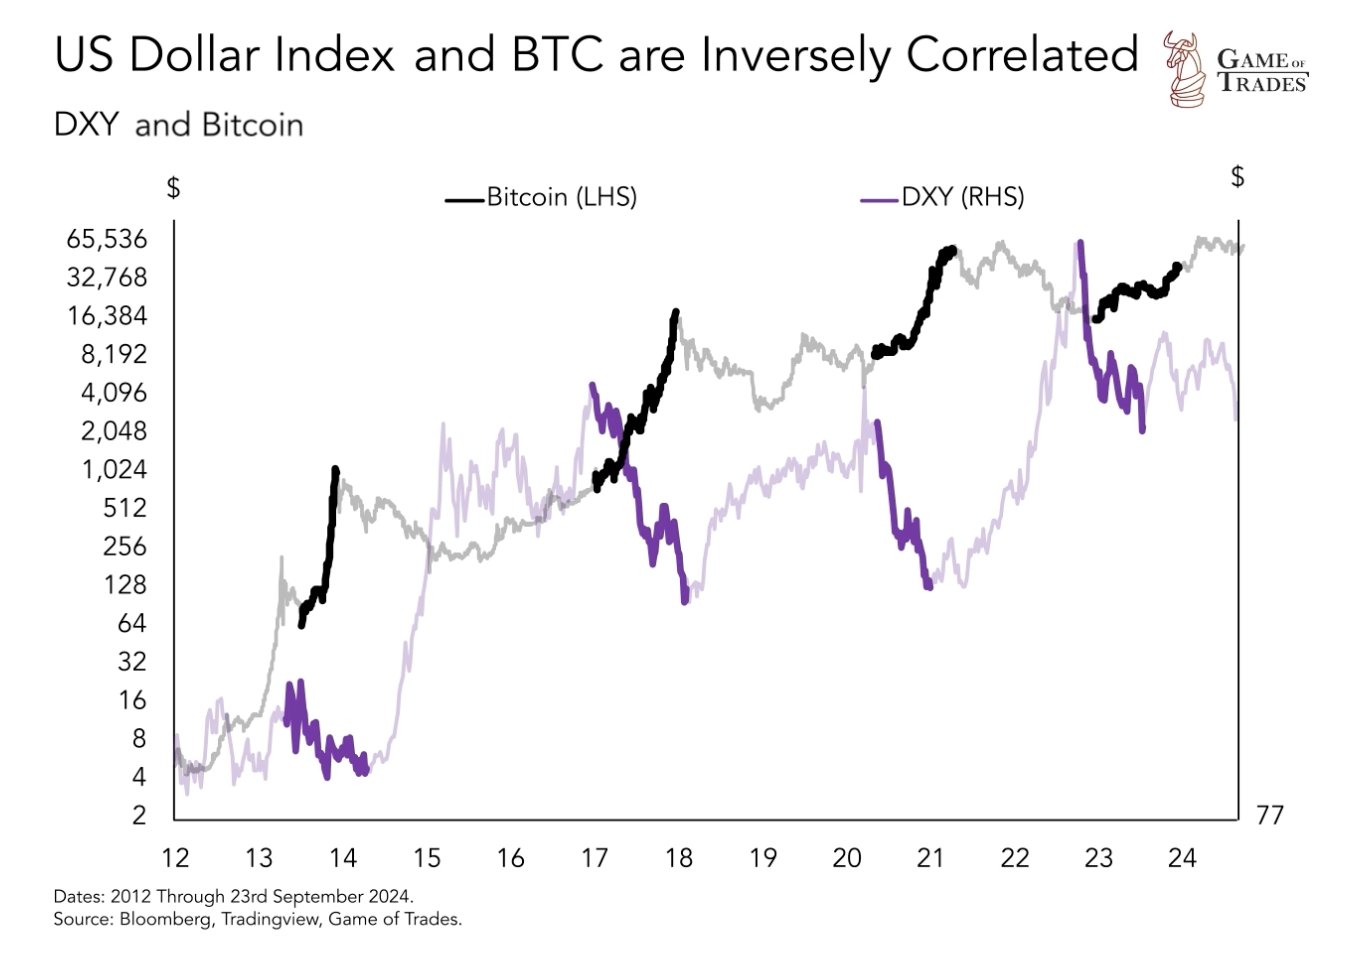 US Dollar Index and BTC are Inversely Correlated
GAME OF
TRADES
DXY and Bitcoin
$
$
Bitcoin (LHS)
DXY (RHS)
65,536
32,768
16,384
8,192
4,096
2,048
1,024
512
256
128
64
32
16
8
4
2
77
12 13 14 15 16 17 18 19 20 21 22 23 24
Dates: 2012 Through 23rd September 2024.
Source: Bloomberg, Tradingview, Game of Trades.